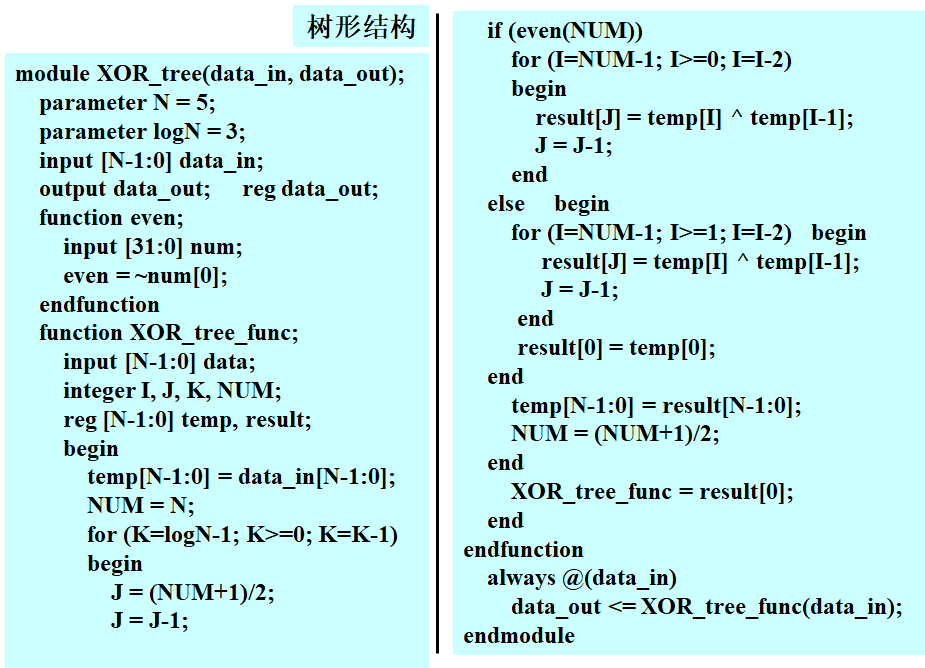 树形结构
module XOR_tree(data_in, data_out);
parameter N = 5;
parameter logN = 3;
input [N-1:0] data_in;
output data_out; reg data_out;
function even;
input [31:0] num;
even = ~num[0];
endfunction
function XOR_tree_func;
input [N-1:0] data;
integer I, J, K, NUM;
reg [N-1:0] temp, result;
begin
temp[N-1:0] = data_in[N-1:0];
NUM = N;
for (K=logN-1; K>=0; K=K-1)
begin
J = (NUM+1)/2;
J = J-1;
if (even(NUM))
for (I=NUM-1; I>=0; I=I-2)
begin
result[J] = temp[I] ^ temp[I-1];
J = J-1;
end
else begin
for (I=NUM-1; I>=1; I=I-2) begin
result[J] = temp[I] ^ temp[I-1];
J = J-1;
end
result[0] = temp[0];
end
temp[N-1:0] = result[N-1:0];
NUM = (NUM+1)/2;
end
XOR_tree_func = result[0];
end
endfunction
always @(data_in)
data_out <= XOR_tree_func(data_in);
endmodule